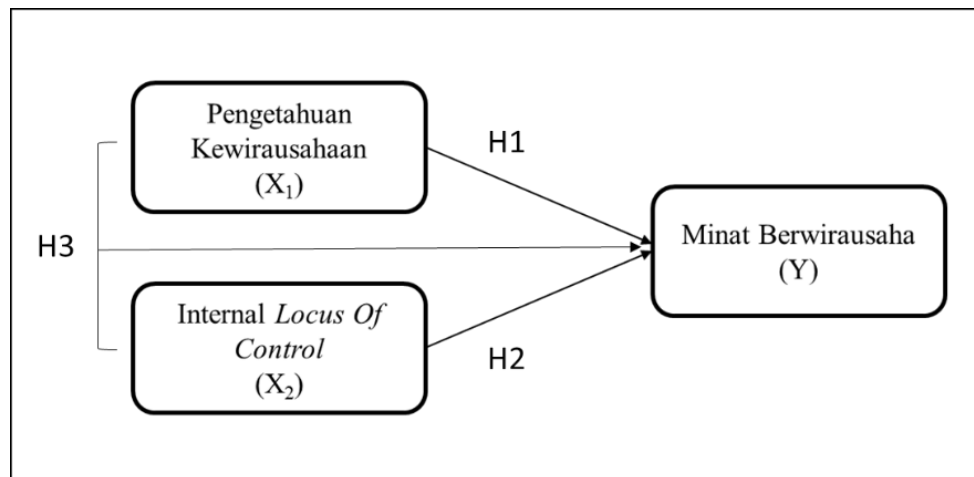 Pengetahuan
Kewirausahaan
(X₁)
H1
H3
Minat Berwirausaha
(Y)
Internal Locus Of
Control
(X₂)
H2